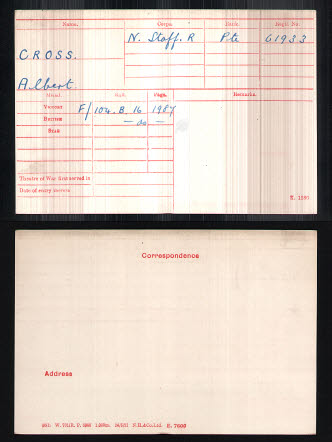 Name. Corps. Rank. Regtl. No.
N. Staff. R Pte 61933
CROSS.
Albert.
Medal. Roll. Page. Remarks.
VICTORY F/104.B.16 1987
BRITISH — do —
STAR
Theatre of War first served in
Date of entry therein
K. 1380
Correspondence
Address